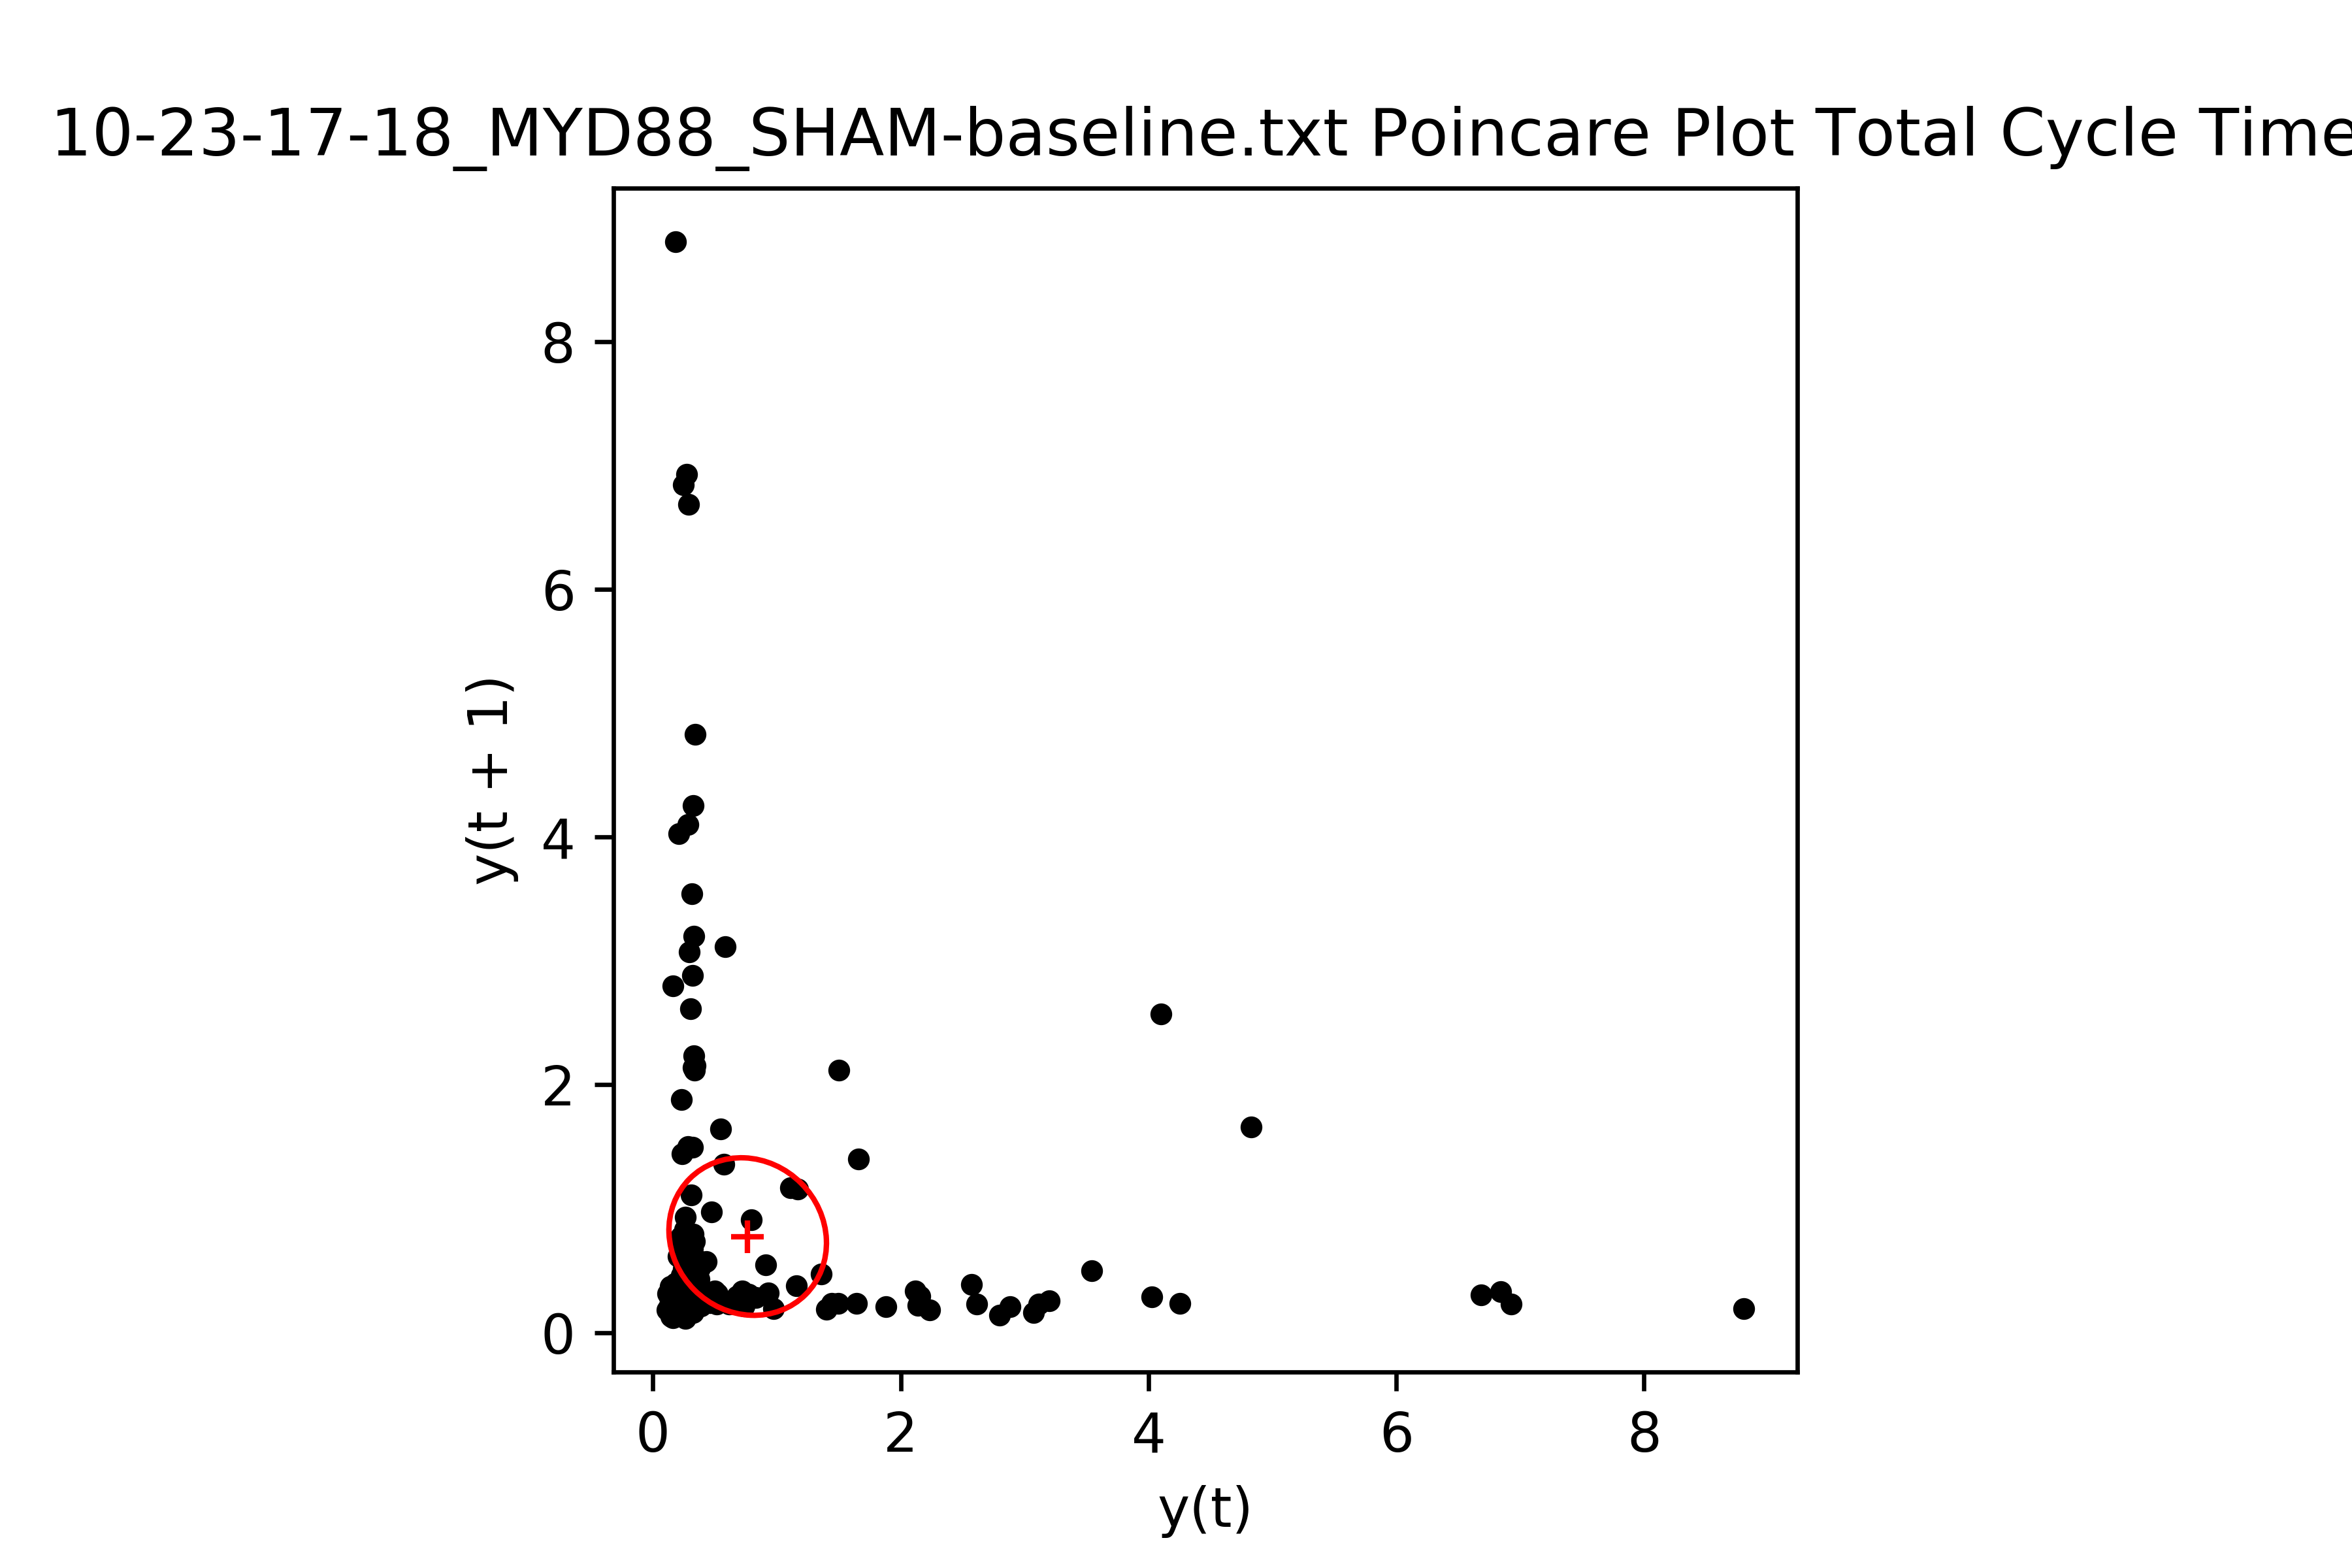 10-23-17-18_MYD88_SHAM-baseline.txt Poincare Plot Total Cycle Time
8
6
4
2
0
y(t + 1)
0 2 4 6 8
y(t)